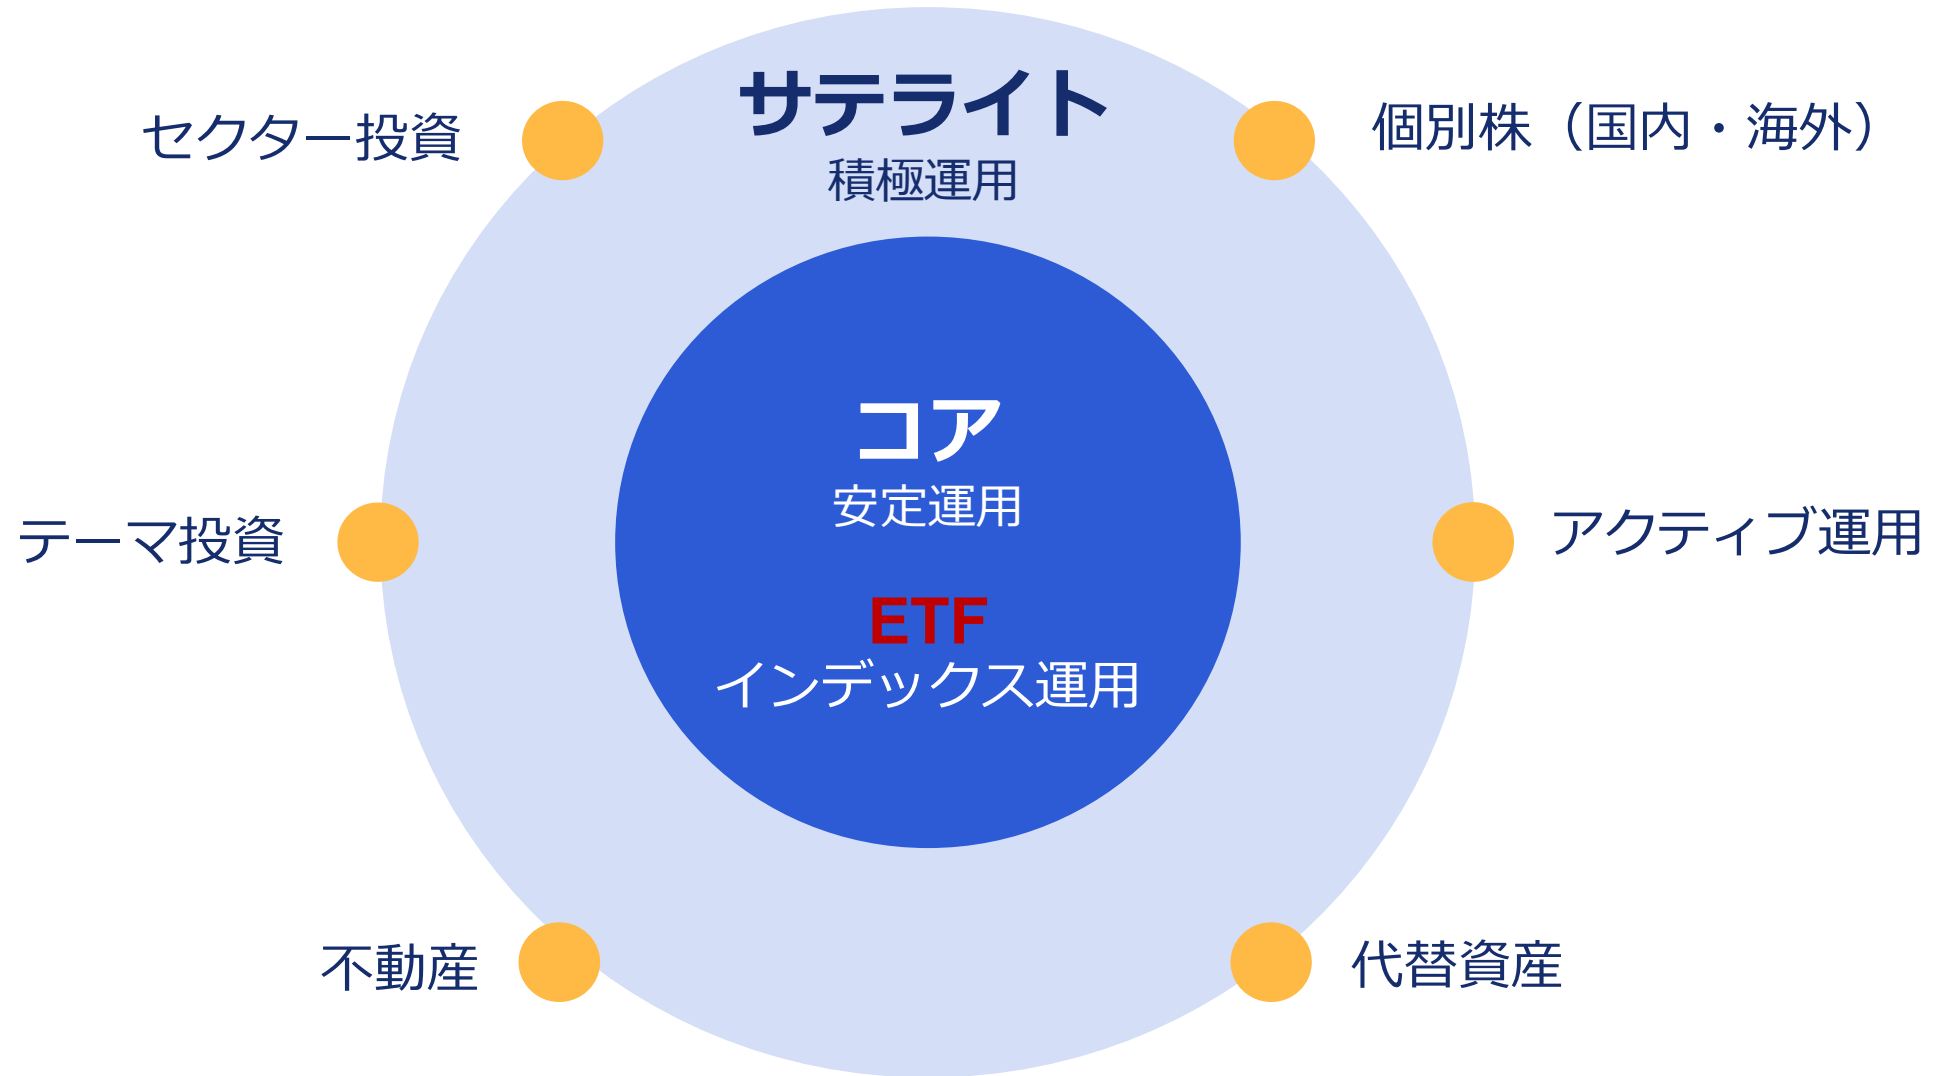 サテライト
積極運用
セクター投資
個別株（国内・海外）
コア
安定運用
テーマ投資
アクティブ運用
ETF
インデックス運用
不動産
代替資産